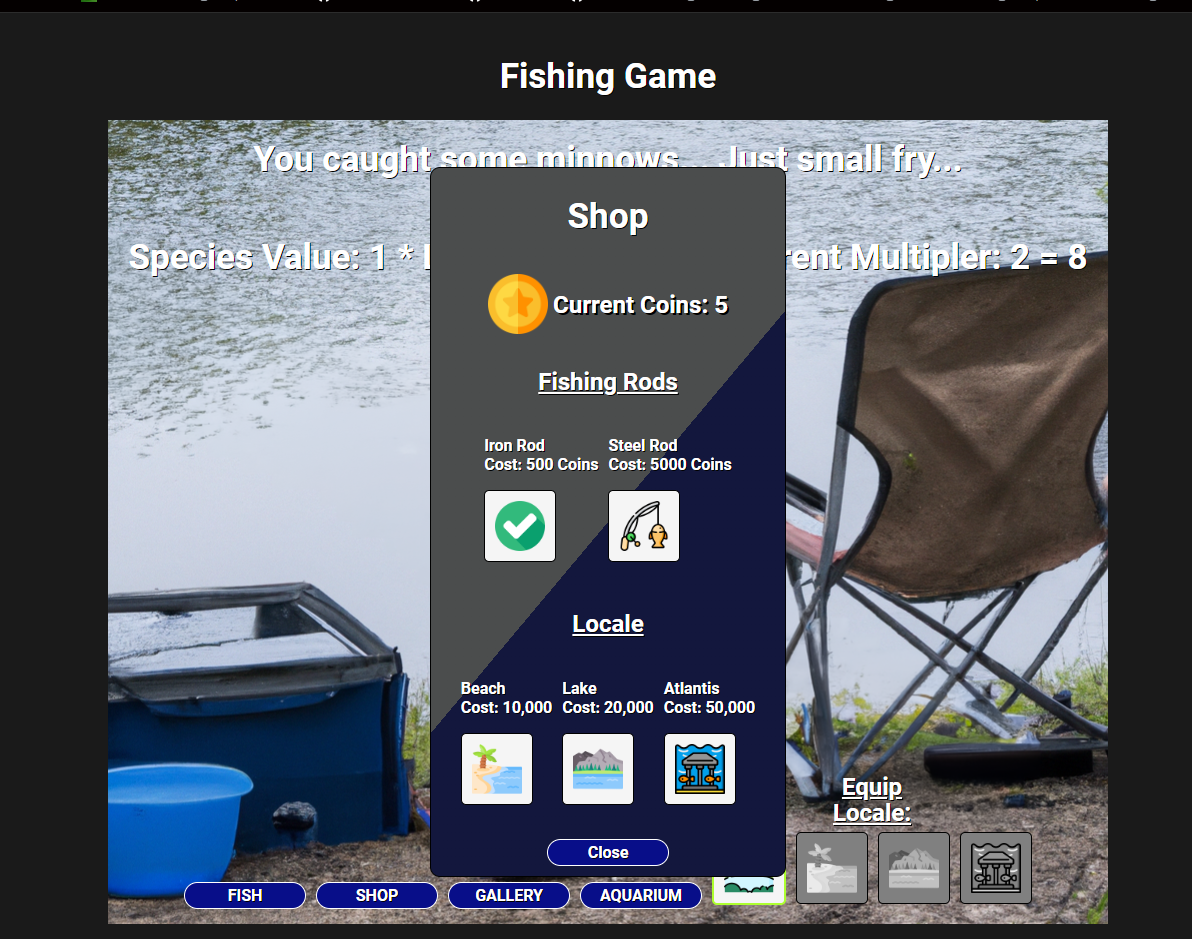 Fishing Game
You caught some minnows... Just small fry...
Species Value: 1 * rent Multipler: 2 = 8
Shop
Current Coins: 5
Fishing Rods
Iron Rod Steel Rod
Cost: 500 Coins Cost: 5000 Coins
Locale
Beach Lake Atlantis
Cost: 10,000 Cost: 20,000 Cost: 50,000
Equip
Locale:
Close
FISH SHOP GALLERY AQUARIUM